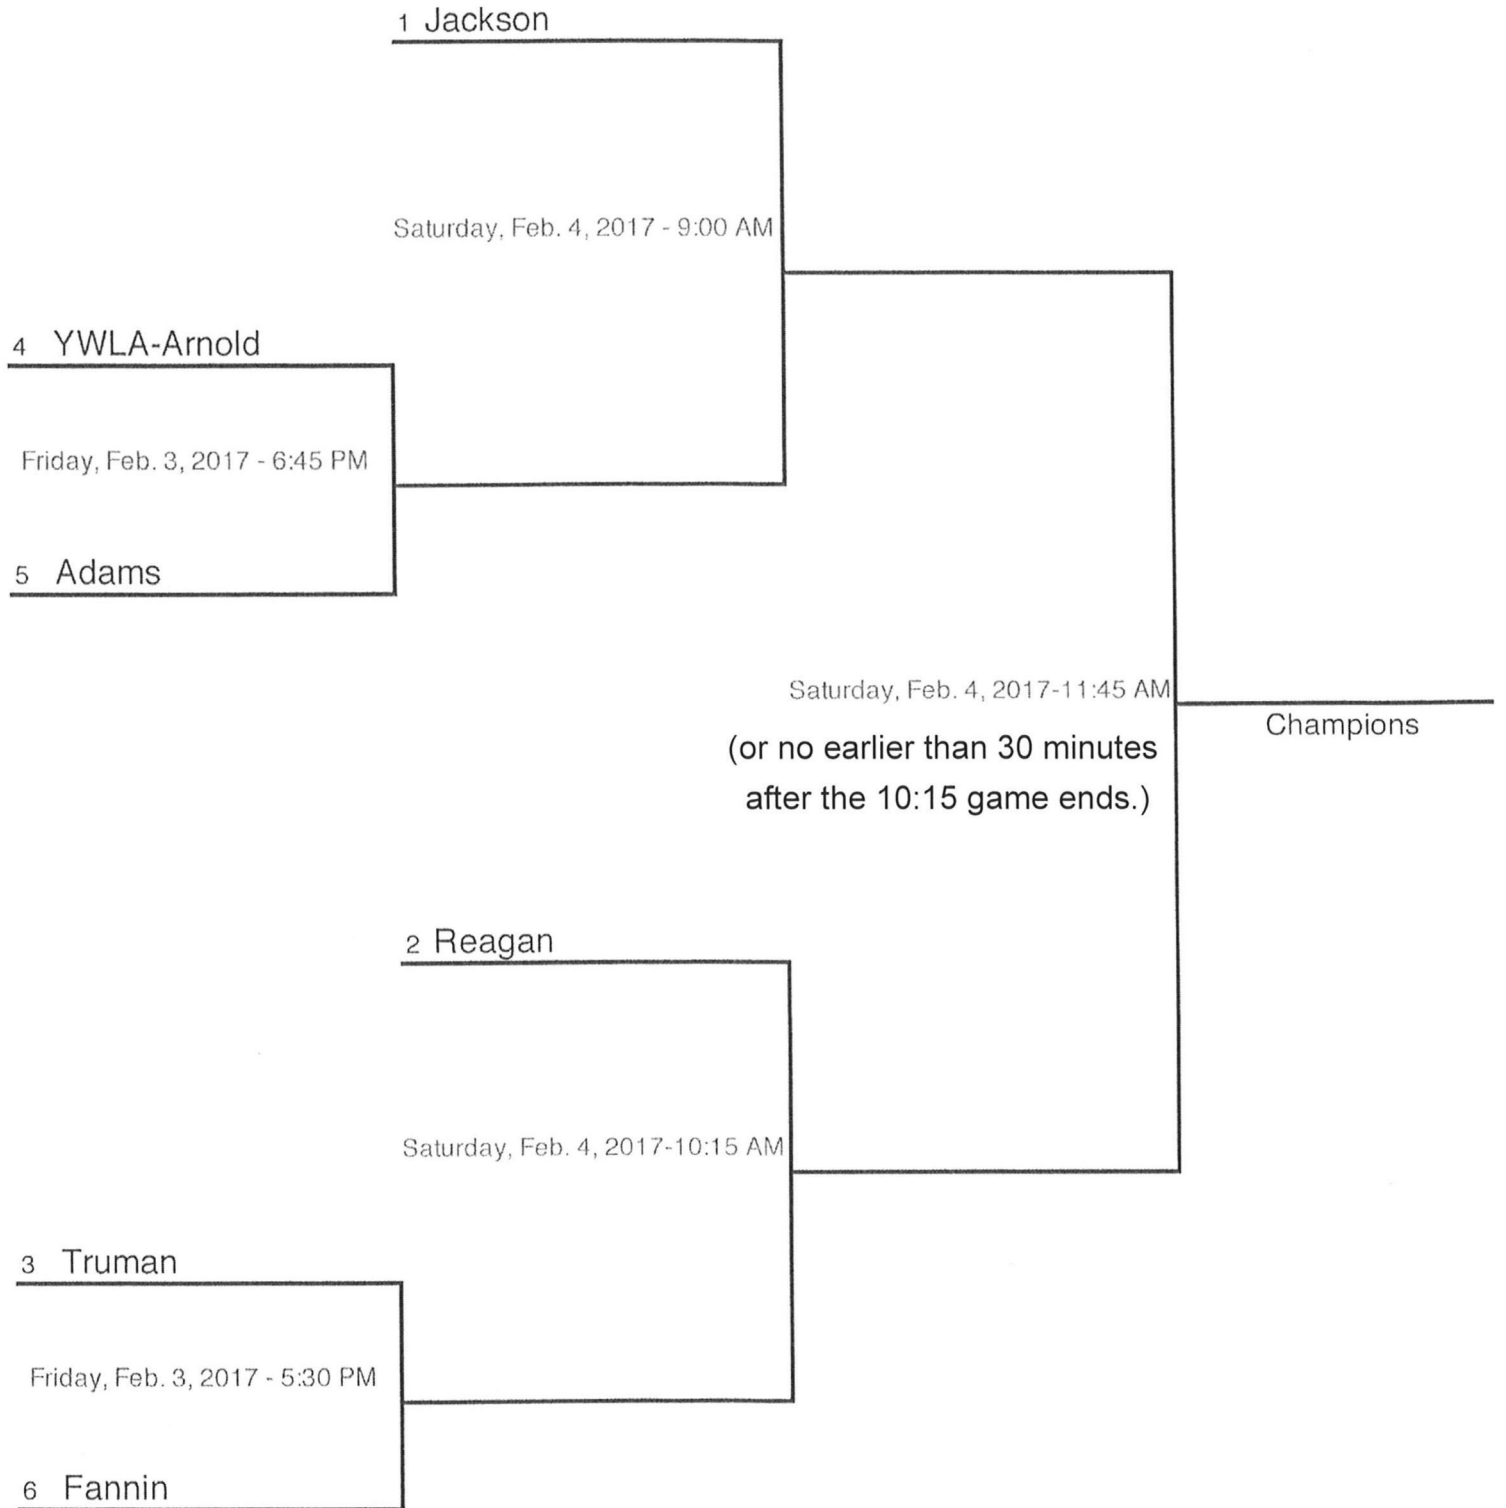 1 Jackson
Saturday, Feb. 4, 2017 - 9:00 AM
4 YWLA-Arnold
Friday, Feb. 3, 2017 - 6:45 PM
5 Adams
Saturday, Feb. 4, 2017-11:45 AM
Champions
(or no earlier than 30 minutes
after the 10:15 game ends.)
2 Reagan
Saturday, Feb. 4, 2017-10:15 AM
3 Truman
Friday, Feb. 3, 2017 - 5:30 PM
6 Fannin